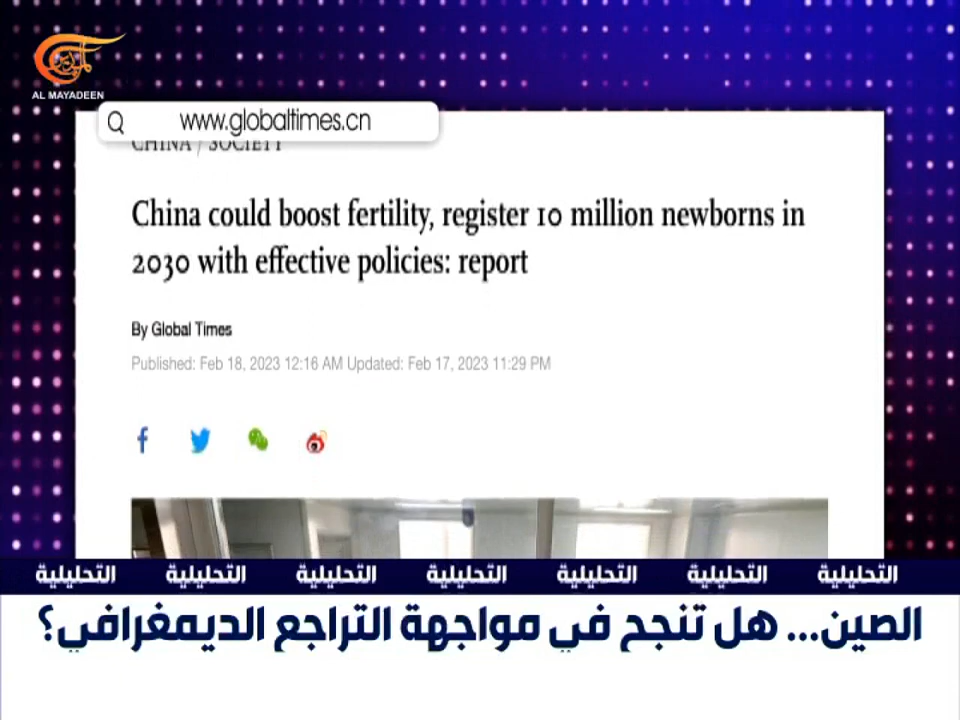 AL MAYADEEN
www.globaltimes.cn
CHINA / SOCIETY
China could boost fertility, register 10 million newborns in
2030 with effective policies: report
By Global Times
Published: Feb 18, 2023 12:16 AM Updated: Feb 17, 2023 11:29 PM
التحليلية التحليلية التحليلية التحليلية التحليلية التحليلية التحليلية
الصين... هل تنجح في مواجهة التراجع الديمغرافي؟